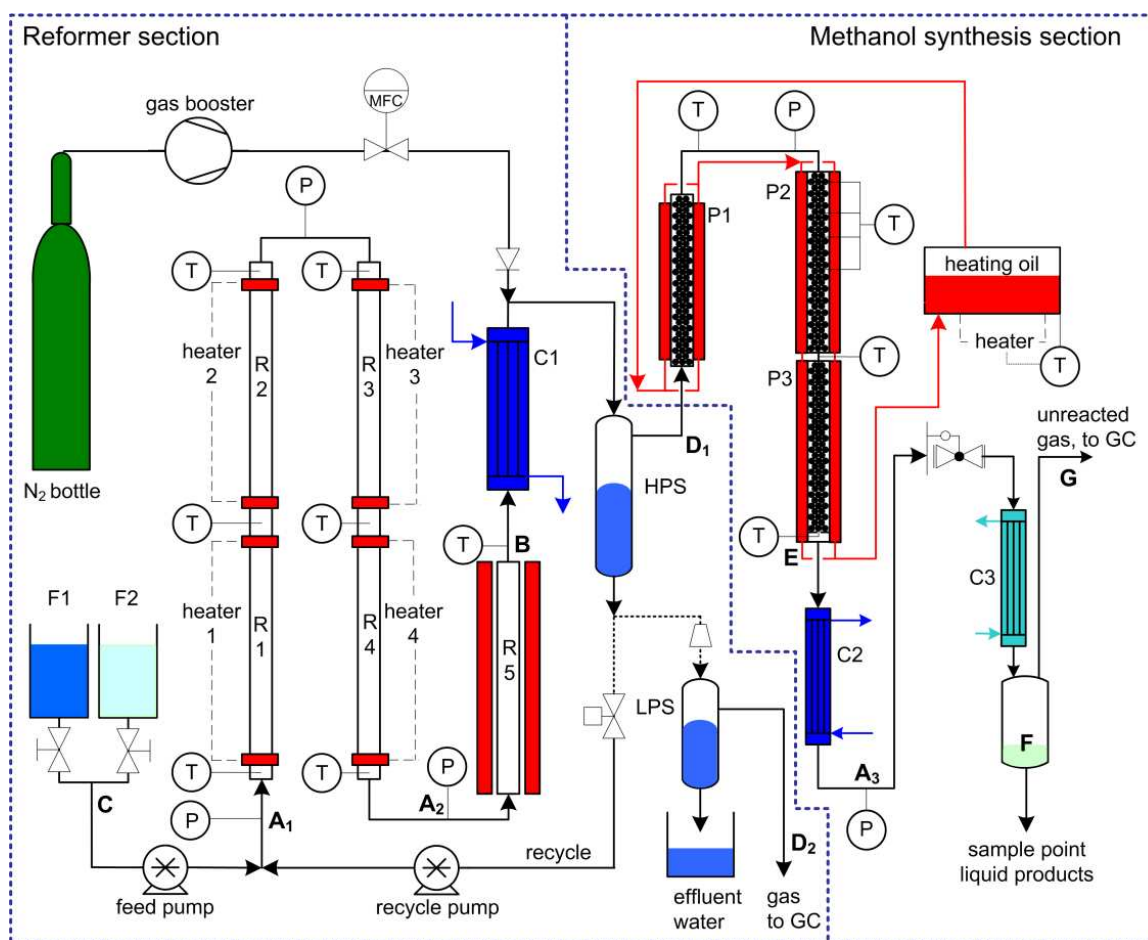 Reformer section
Methanol synthesis section
gas booster
MFC
N2 bottle
P
T
T
heater
2
R
2
R
3
heater
3
T
T
heater
1
R
1
R
4
heater
4
T
T
P
A1
P
A2
F1
F2
C
feed pump
recycle pump
recycle
C1
T
B
R
5
HPS
D1
LPS
effluent
water
D2
gas
to GC
T
P
P1
P2
T
T
P3
T
E
heating oil
heater
T
C2
A3
P
unreacted
gas, to GC
G
C3
F
sample point
liquid products